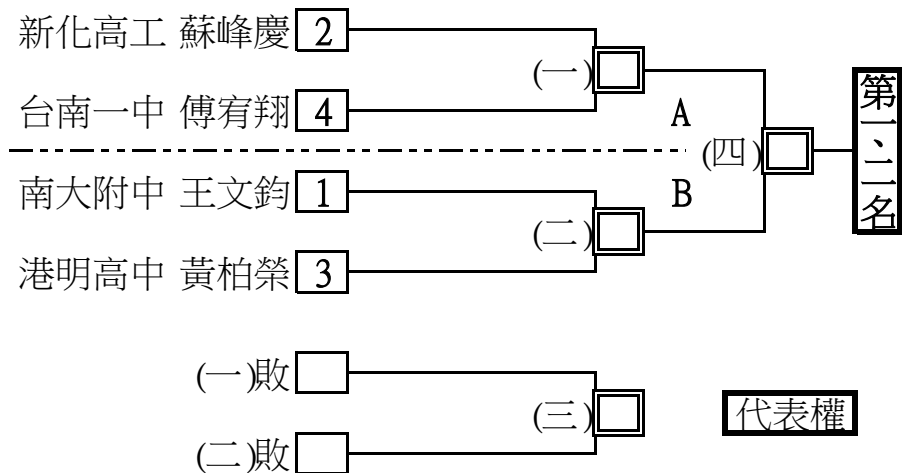 新化高工 蘇峰慶 2
(一)
台南一中 傅宥翔 4
A
(四)
第一、二名
南大附中 王文鈞 1
B
(二)
港明高中 黃柏榮 3
(一)敗
(三)
代表權
(二)敗